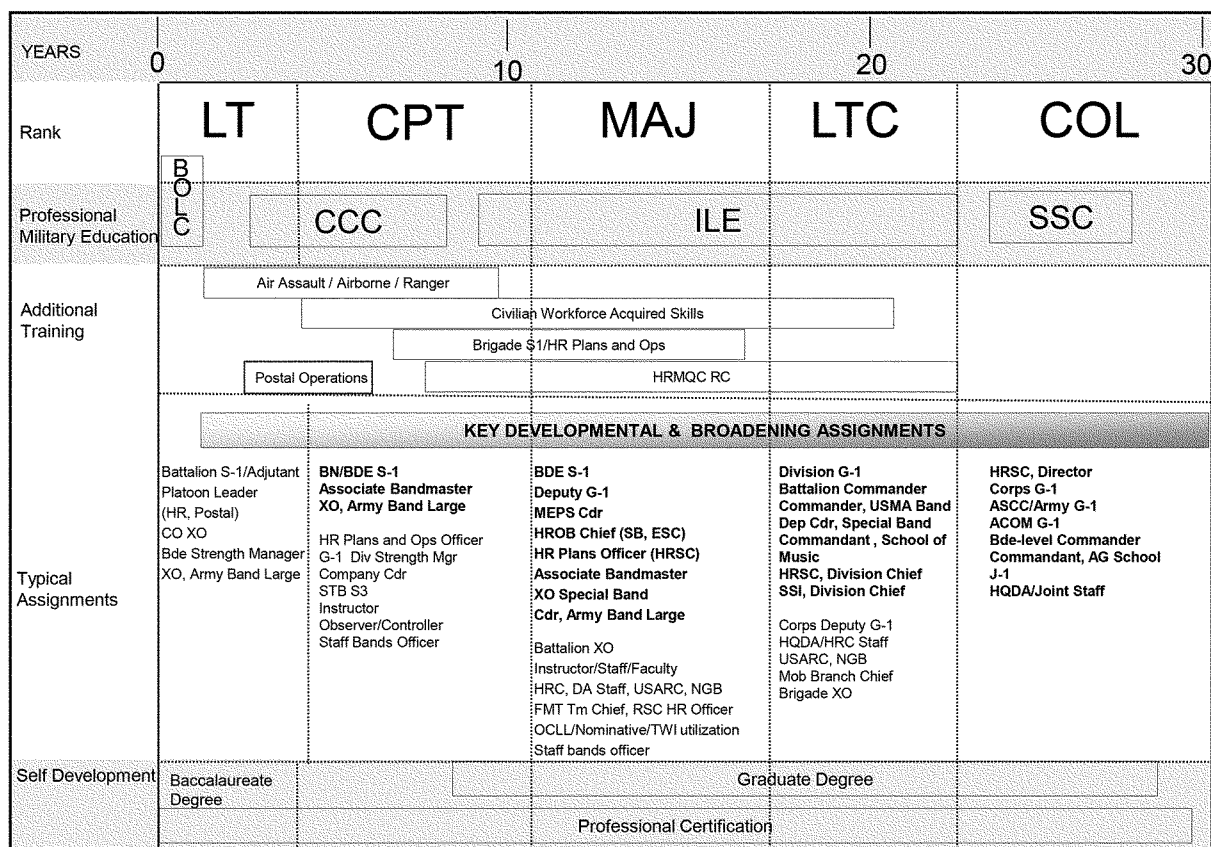 YEARS
0
10
20
30
Rank
LT
CPT
MAJ
LTC
COL
BOLC
Professional
Military Education
CCC
ILE
SSC
Additional
Training
Air Assault / Airborne / Ranger
Civilian Workforce Acquired Skills
Brigade S1/HR Plans and Ops
Postal Operations
HRMQC RC
KEY DEVELOPMENTAL & BROADENING ASSIGNMENTS
Typical
Assignments
Battalion S-1/Adjutant
Platoon Leader
(HR, Postal)
CO XO
Bde Strength Manager
XO, Army Band Large
BN/BDE S-1
Associate Bandmaster
XO, Army Band Large
HR Plans and Ops Officer
G-1 Div Strength Mgr
Company Cdr
STB S3
Instructor
Observer/Controller
Staff Bands Officer
BDE S-1
Deputy G-1
MEPS Cdr
HROB Chief (SB, ESC)
HR Plans Officer (HRSC)
Associate Bandmaster
XO Special Band
Cdr, Army Band Large
Battalion XO
Instructor/Staff/Faculty
HRC, DA Staff, USARC, NGB
FMT Tm Chief, RSC HR Officer
OCLL/Nominative/TWI utilization
Staff bands officer
Division G-1
Battalion Commander
Commander, USMA Band
Dep Cdr, Special Band
Commandant , School of
Music
HRSC, Division Chief
SSI, Division Chief
Corps Deputy G-1
HQDA/HRC Staff
USARC, NGB
Mob Branch Chief
Brigade XO
HRSC, Director
Corps G-1
ASCC/Army G-1
ACOM G-1
Bde-level Commander
Commandant, AG School
J-1
HQDA/Joint Staff
Self Development
Baccalaureate
Degree
Graduate Degree
Professional Certification